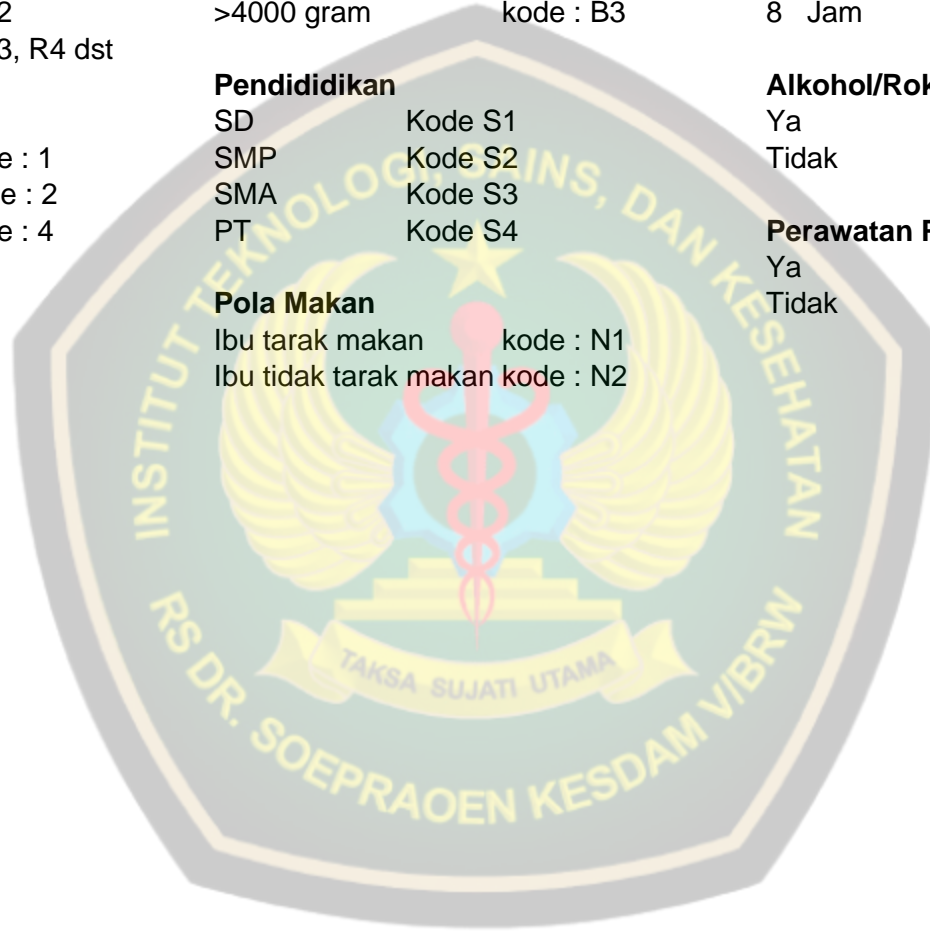 2 >4000 gram kode : B3 8 Jam
3, R4 dst
Pendididikan Alkohol/Rok
SD Kode S1 Ya
e : 1 SMP Kode S2 Tidak
e : 2 SMA Kode S3
e : 4 PT Kode S4 Perawatan P
Ya
Pola Makan Tidak
Ibu tarak makan kode : N1
Ibu tidak tarak makan kode : N2
INSTITUT TEKNOLOGI, SAINS, DAN KESEHATAN
TAKSA SUJATI UTAMA
RS DR. SOEPRAOEN KESDAM V/BRW